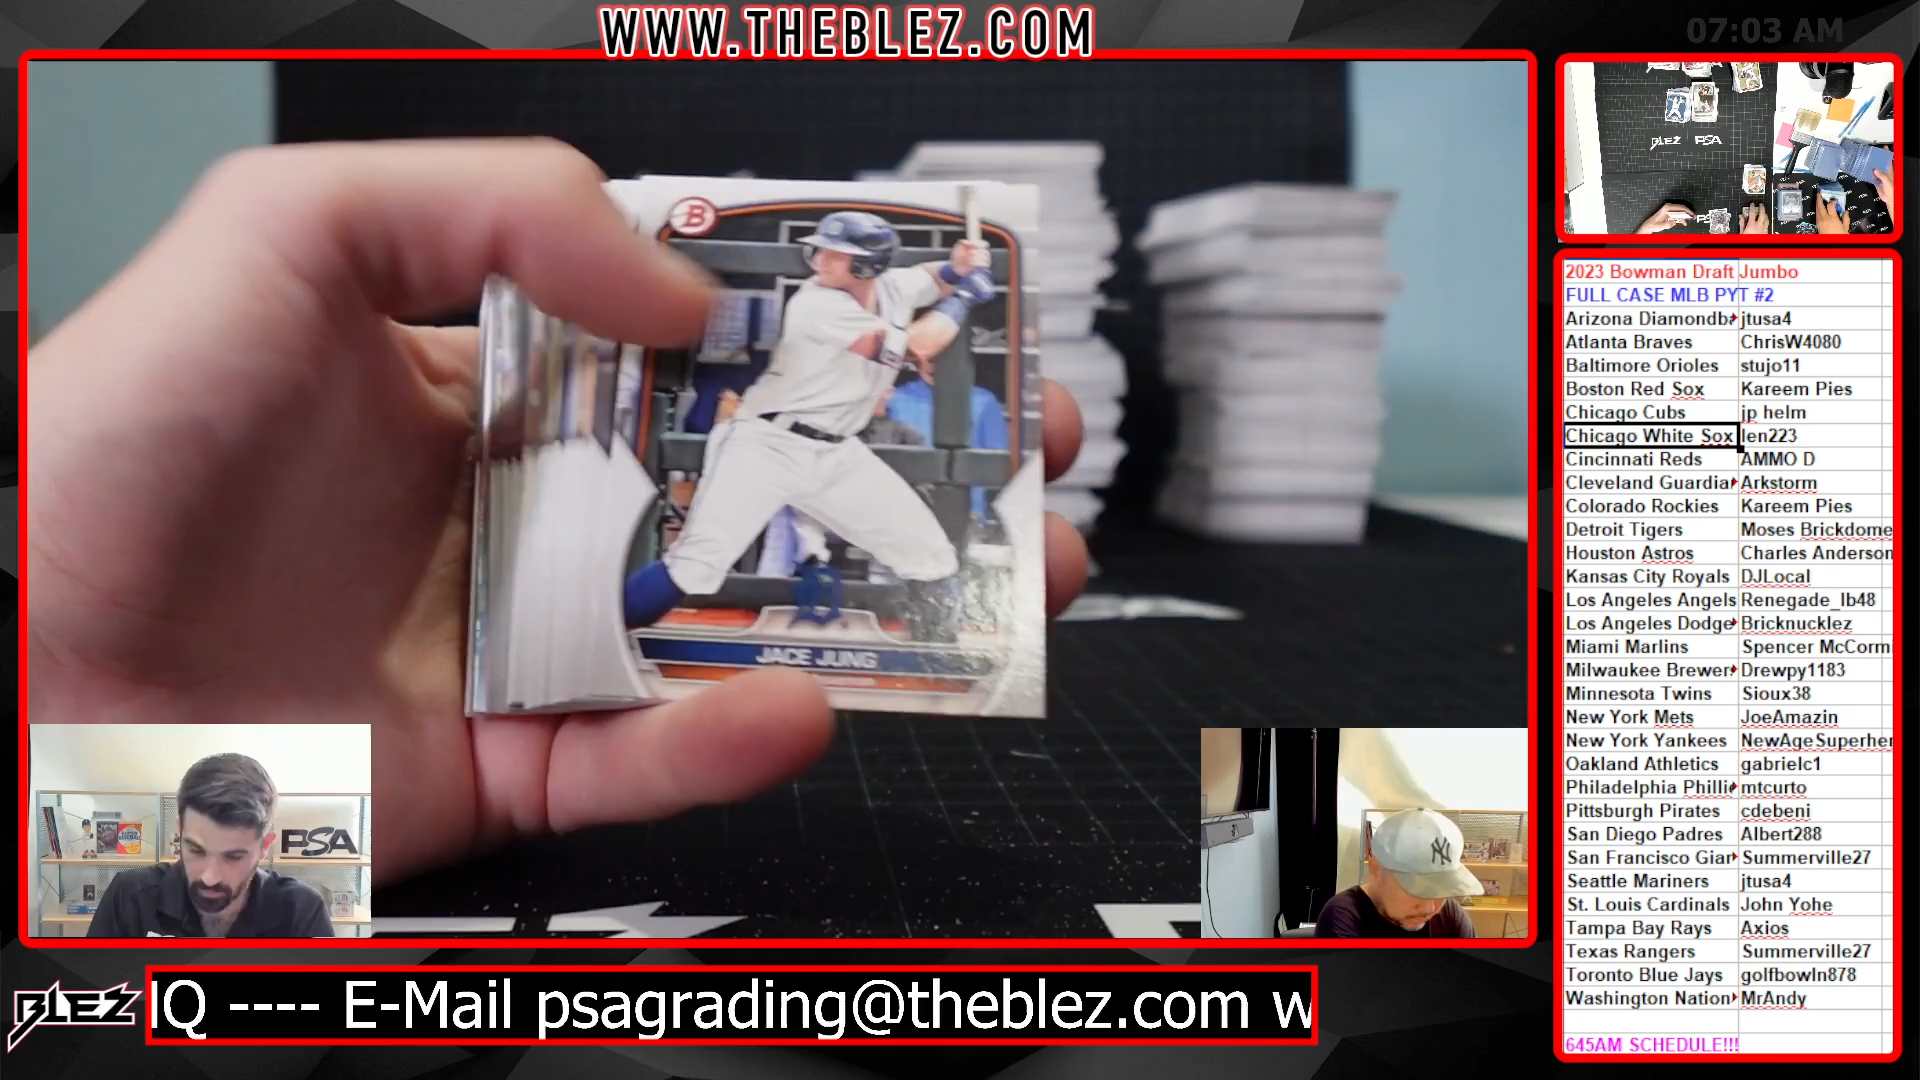 WWW.THEBLEZ.COM
07:03 AM
B
JACE JUNG
BLEZ PSA
PSA
NY
BLEZ
IQ ---- E-Mail psagrading@theblez.com w
2023 Bowman Draft Jumbo
FULL CASE MLB PYT #2
Arizona Diamondba jtusa4
Atlanta Braves ChrisW4080
Baltimore Orioles stujo11
Boston Red Sox Kareem Pies
Chicago Cubs jp helm
Chicago White Sox len223
Cincinnati Reds AMMO D
Cleveland Guardia Arkstorm
Colorado Rockies Kareem Pies
Detroit Tigers Moses Brickdome
Houston Astros Charles Anderson
Kansas City Royals DJLocal
Los Angeles Angels Renegade_lb48
Los Angeles Dodge Bricknucklez
Miami Marlins Spencer McCormi
Milwaukee Brewer Drewpy1183
Minnesota Twins Sioux38
New York Mets JoeAmazin
New York Yankees NewAgeSuperher
Oakland Athletics gabrielc1
Philadelphia Phillie mtcurto
Pittsburgh Pirates cdebeni
San Diego Padres Albert288
San Francisco Gian Summerville27
Seattle Mariners jtusa4
St. Louis Cardinals John Yohe
Tampa Bay Rays Axios
Texas Rangers Summerville27
Toronto Blue Jays golfbowln878
Washington Nation MrAndy
645AM SCHEDULE!!!